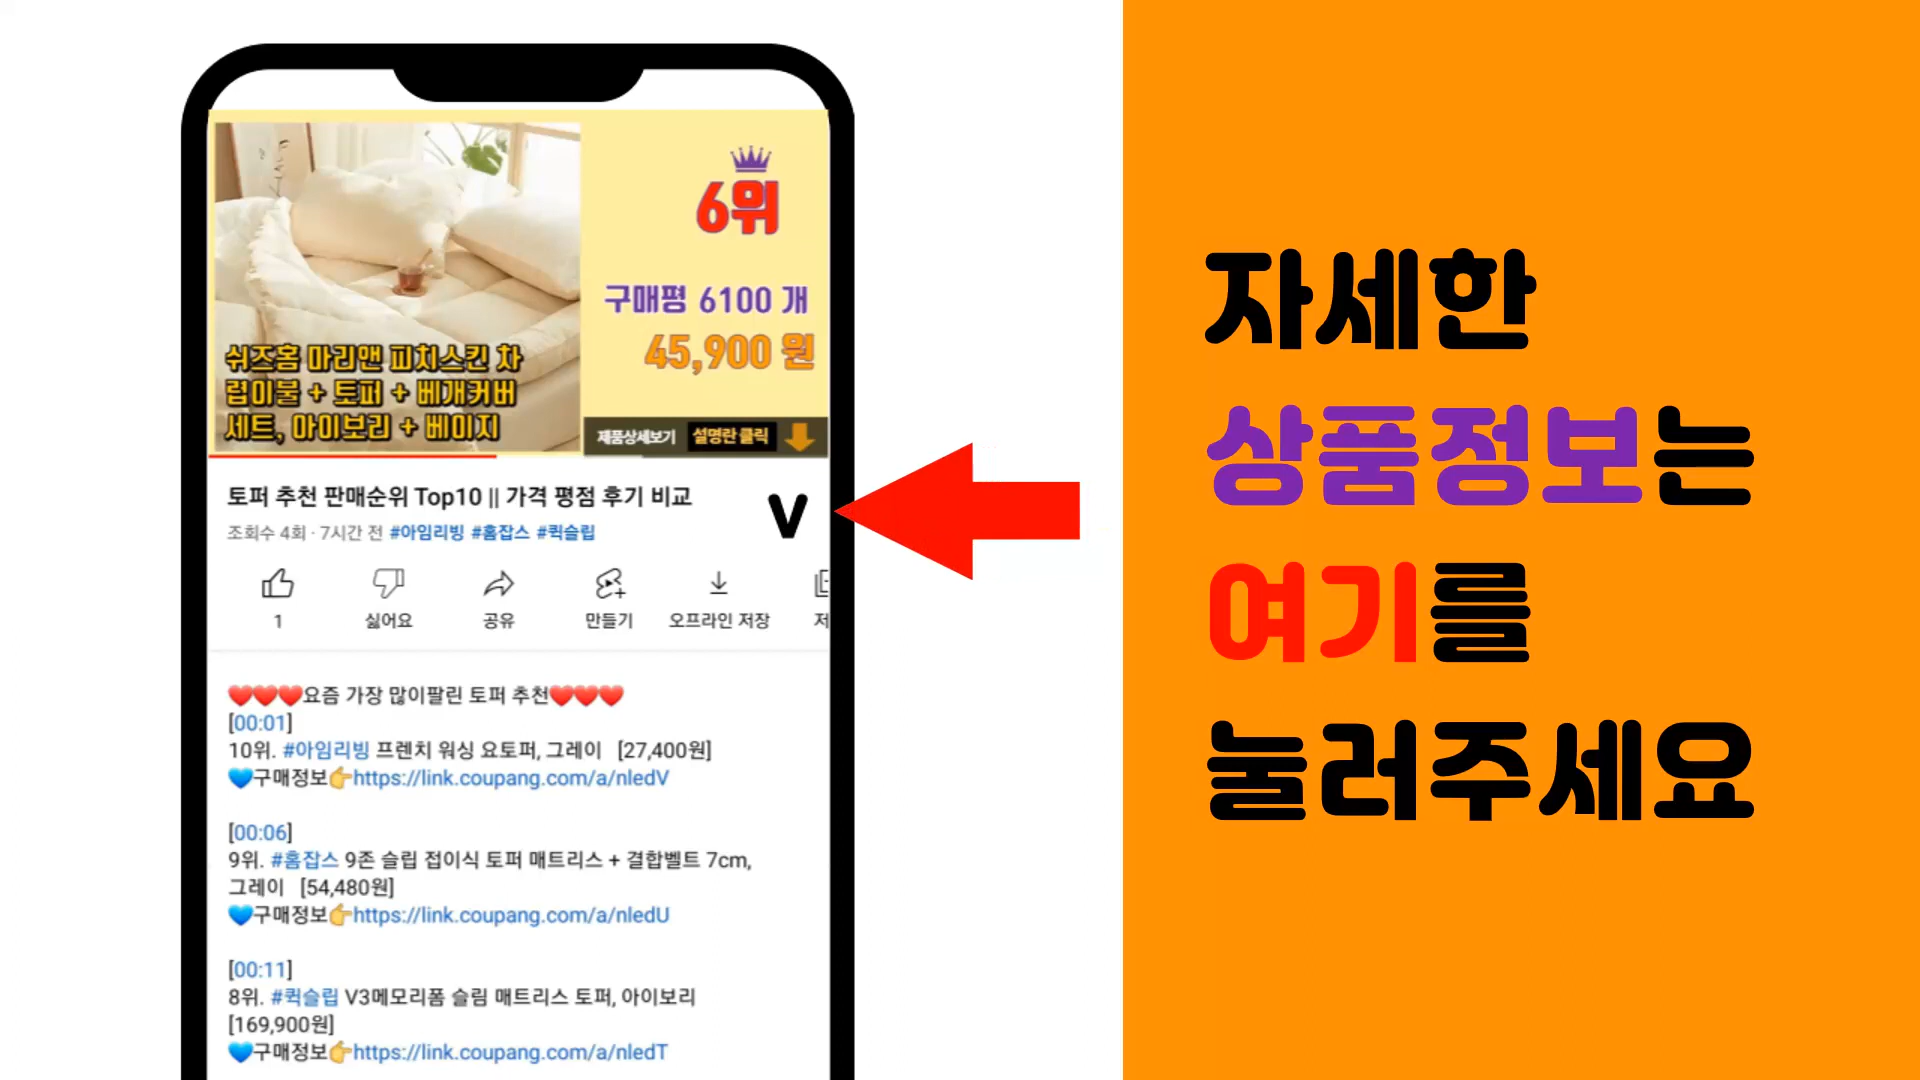 6위
구매평 6100 개
45,900 원
쉬즈홈 마리앤 피치스킨 차
렵이불 + 토퍼 + 베개커버
세트, 아이보리 + 베이지
제품상세보기 설명란 클릭
토퍼 추천 판매순위 Top10 || 가격 평점 후기 비교
V
조회수 4회 · 7시간 전 #아임리빙 #홈잡스 #퀵슬립
1 싫어요 공유 만들기 오프라인 저장 저
❤️❤️❤️요즘 가장 많이팔린 토퍼 추천❤️❤️❤️
[00:01]
10위. #아임리빙 프렌치 워싱 요토퍼, 그레이 [27,400원]
💙구매정보👉https://link.coupang.com/a/nledV
[00:06]
9위. #홈잡스 9존 슬립 접이식 토퍼 매트리스 + 결합벨트 7cm,
그레이 [54,480원]
💙구매정보👉https://link.coupang.com/a/nledU
[00:11]
8위. #퀵슬립 V3메모리폼 슬림 매트리스 토퍼, 아이보리
[169,900원]
💙구매정보👉https://link.coupang.com/a/nledT
자세한
상품정보는
여기를
눌러주세요